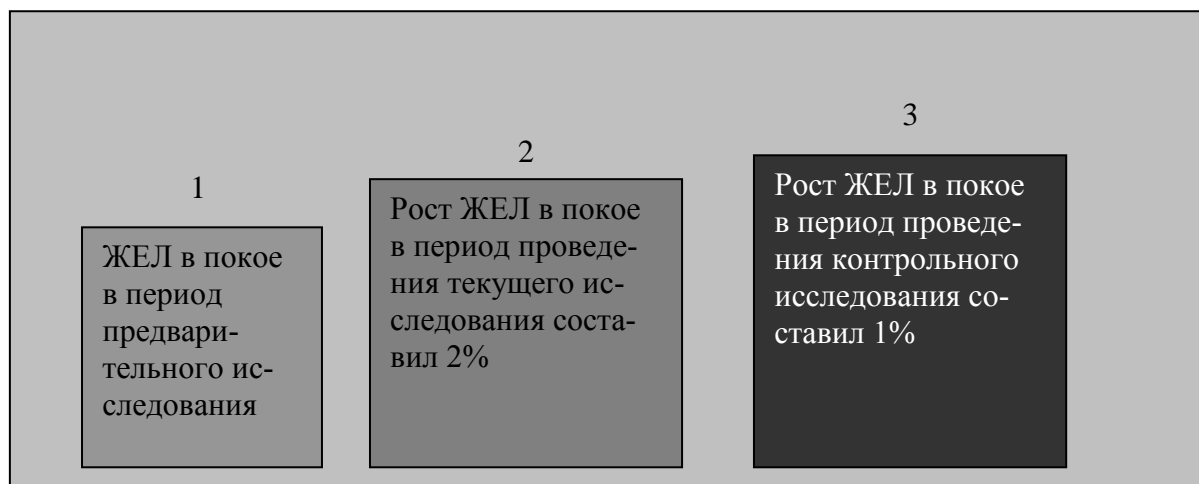 1
ЖЕЛ в покое
в период
предвари-
тельного ис-
следования
2
Рост ЖЕЛ в покое
в период проведе-
ния текущего ис-
следования соста-
вил 2%
3
Рост ЖЕЛ в покое
в период проведе-
ния контрольного
исследования со-
ставил 1%